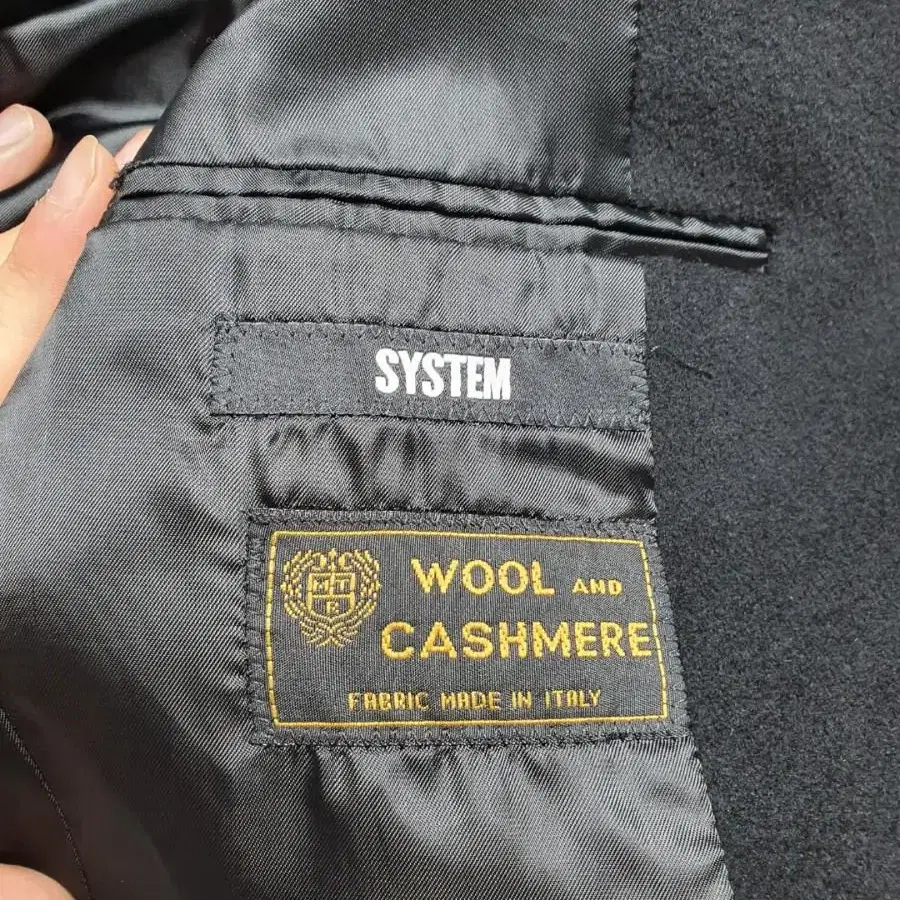 SYSTEM
WOOL AND
CASHMERE
FABRIC MADE IN ITALY